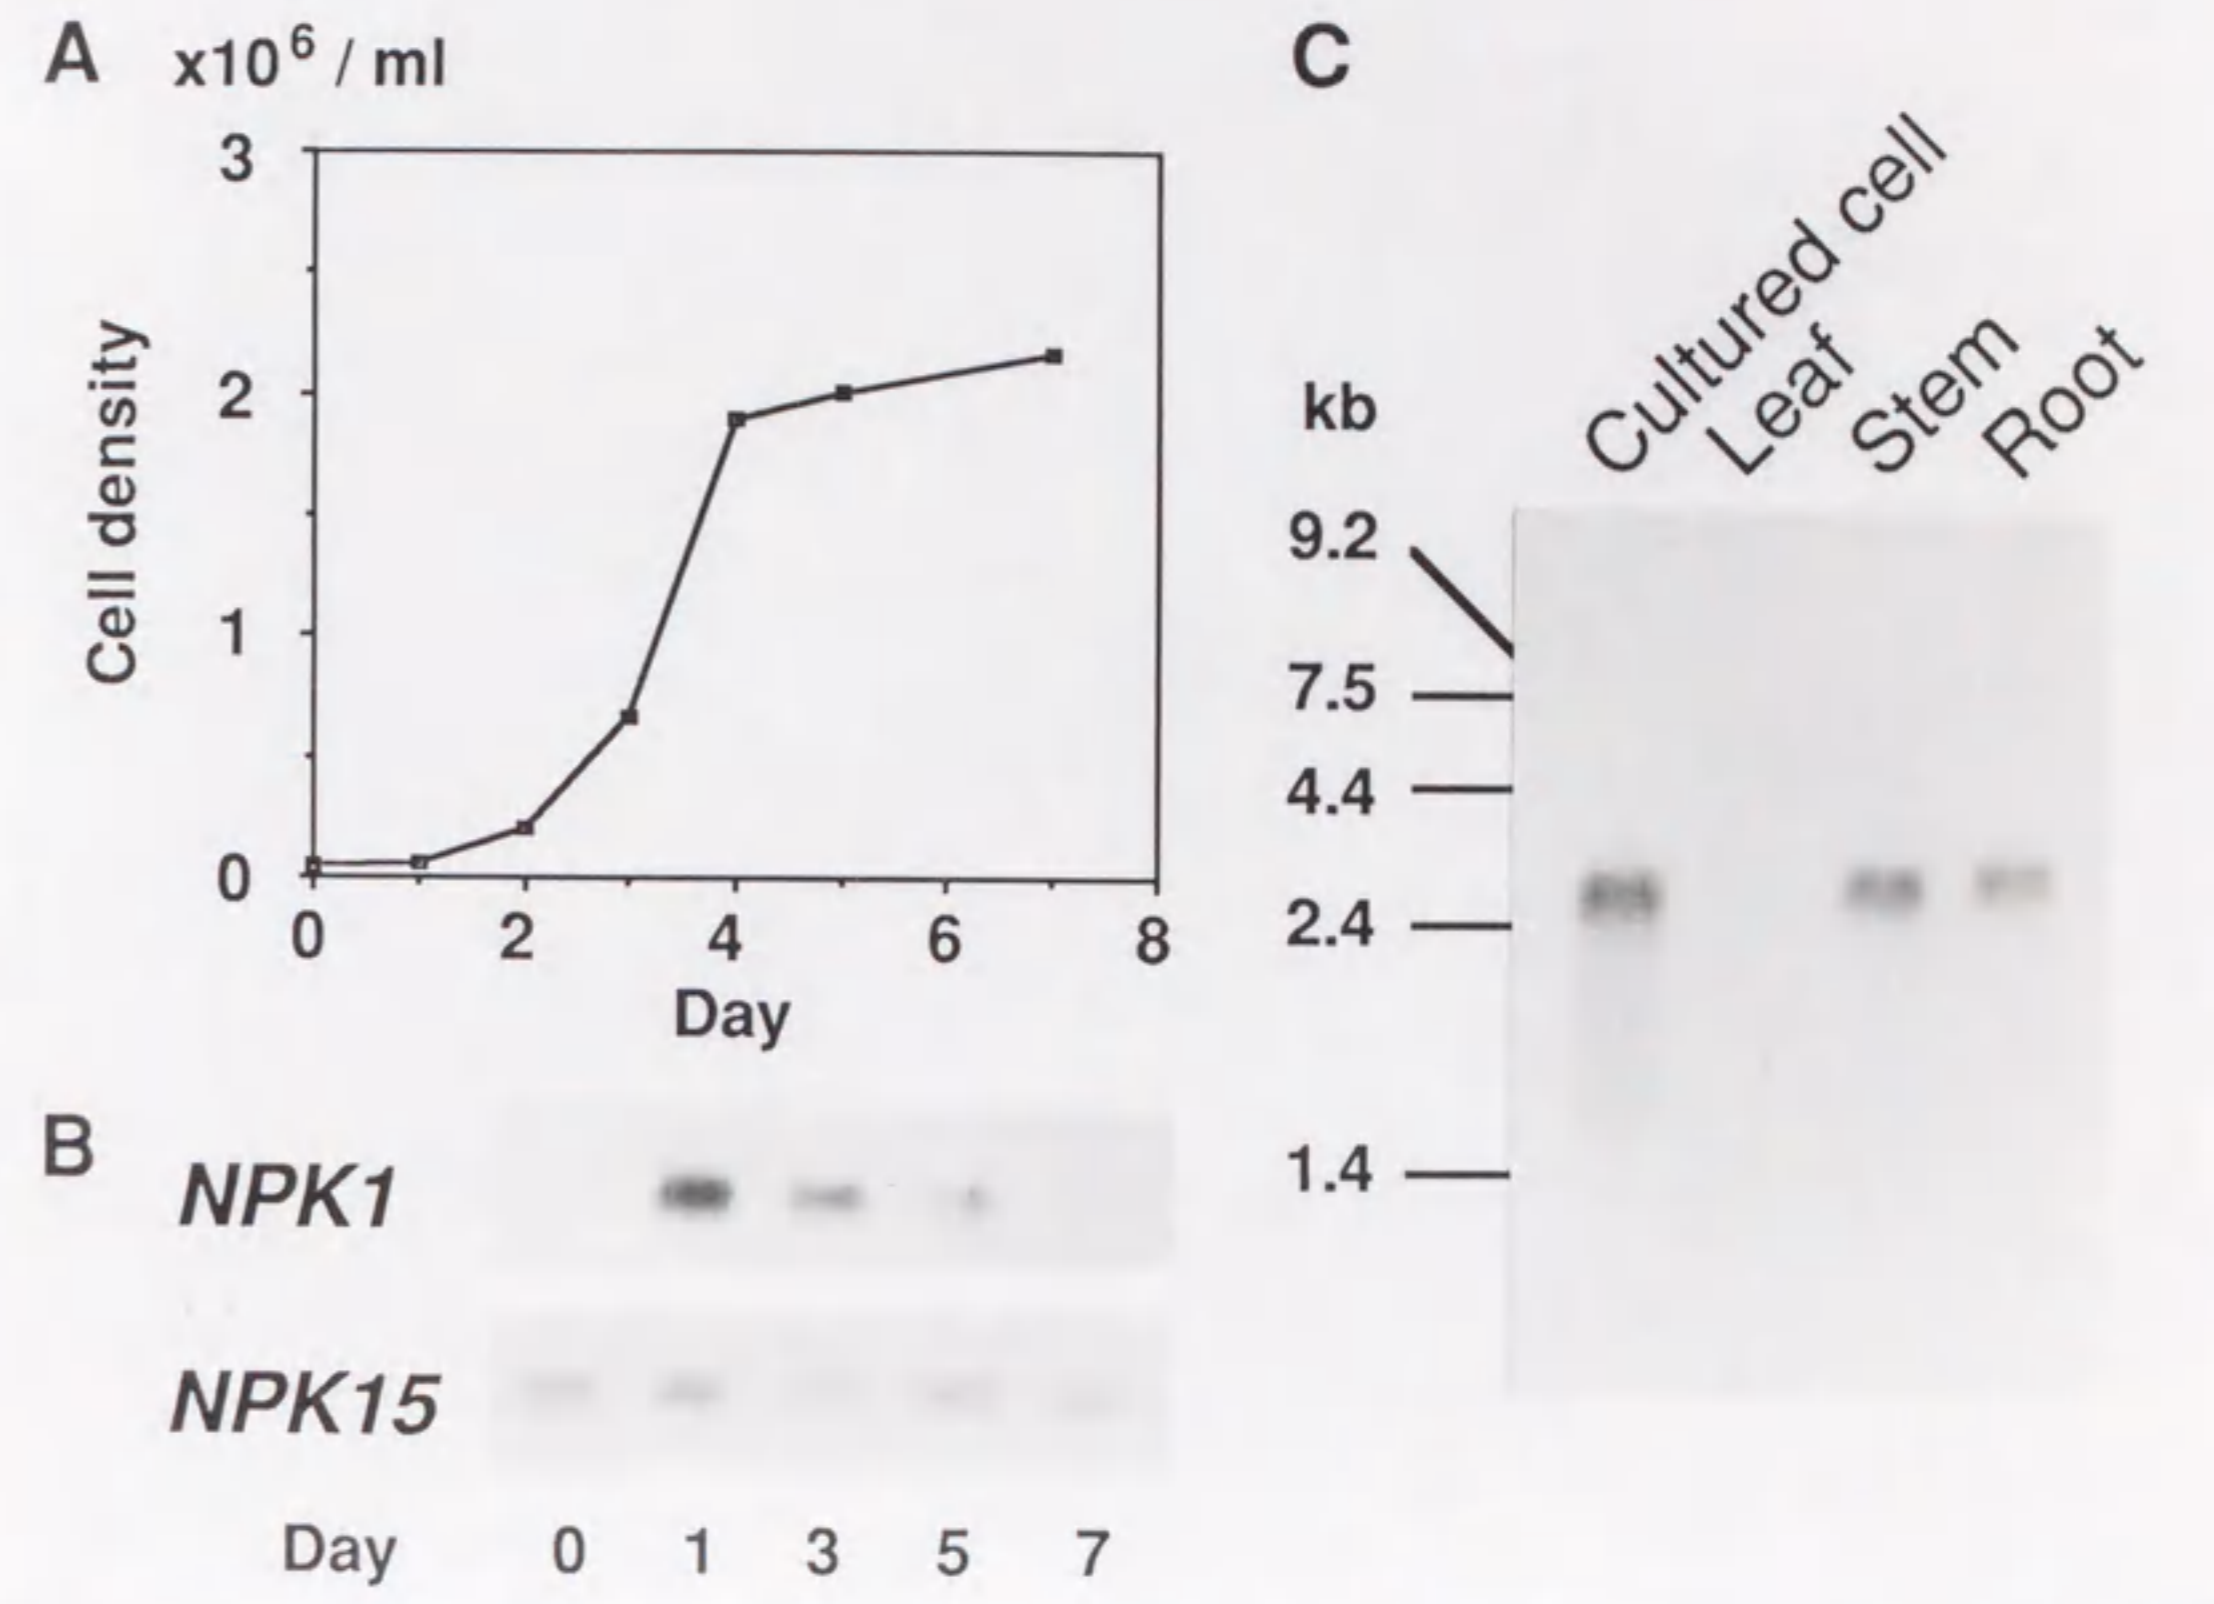 A
x10⁶ / ml
3
2
1
0
Cell density
0 2 4 6 8
Day
B
NPK1
NPK15
Day 0 1 3 5 7
C
kb
Cultured cell
Leaf
Stem
Root
9.2
7.5
4.4
2.4
1.4